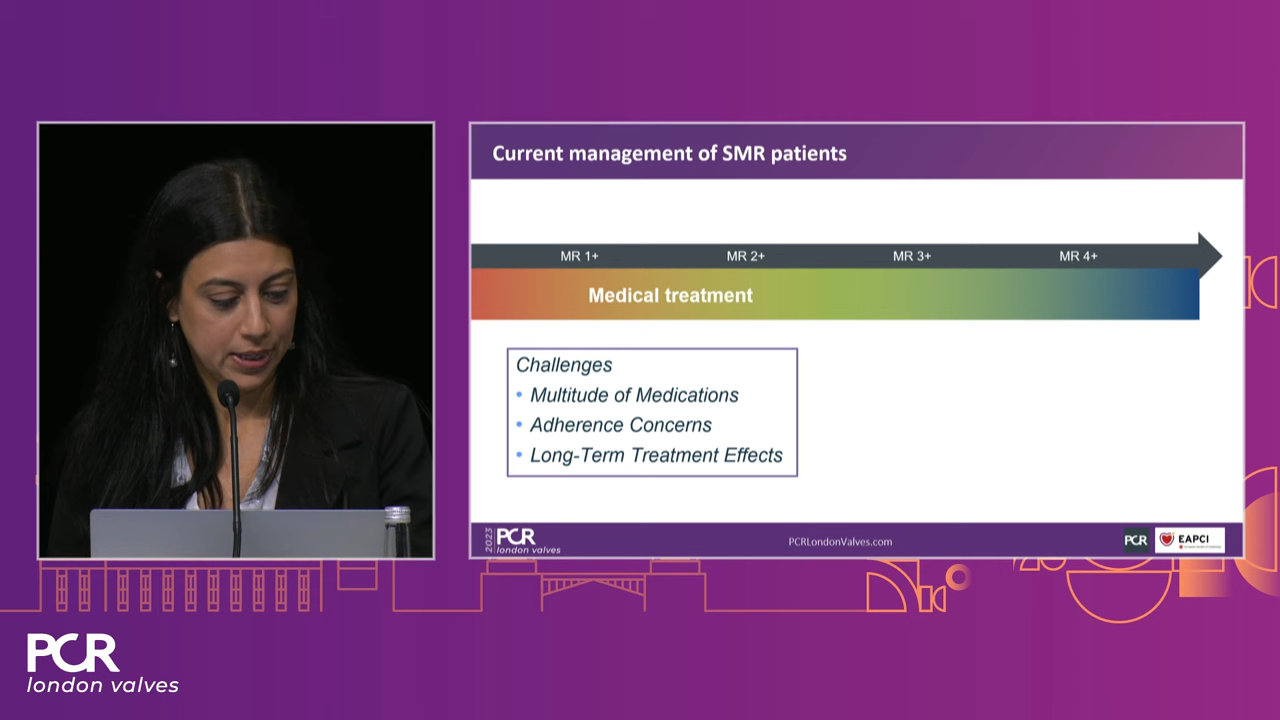 Current management of SMR patients
MR 1+ MR 2+ MR 3+ MR 4+
Medical treatment
Challenges
• Multitude of Medications
• Adherence Concerns
• Long-Term Treatment Effects
2023 PCR
london valves
PCRLondonValves.com
PCR
EAPCI
PCR
london valves